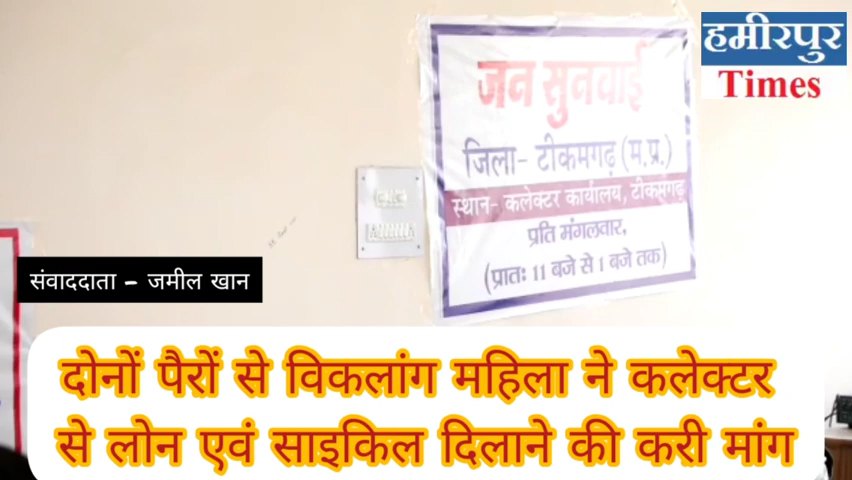 हमीरपुर
Times
जन सुनवाई
जिला- टीकमगढ़ (म.प्र.)
स्थान- कलेक्टर कार्यालय, टीकमगढ़
प्रति मंगलवार,
(प्रातः 11 बजे से 1 बजे तक)
संवाददाता – जमील खान
दोनों पैरों से विकलांग महिला ने कलेक्टर
से लोन एवं साइकिल दिलाने की करी मांग